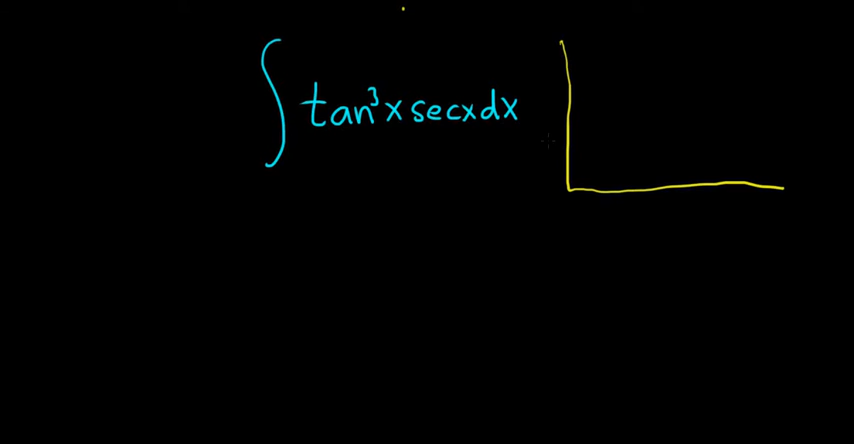 ∫ tan³x secx dx